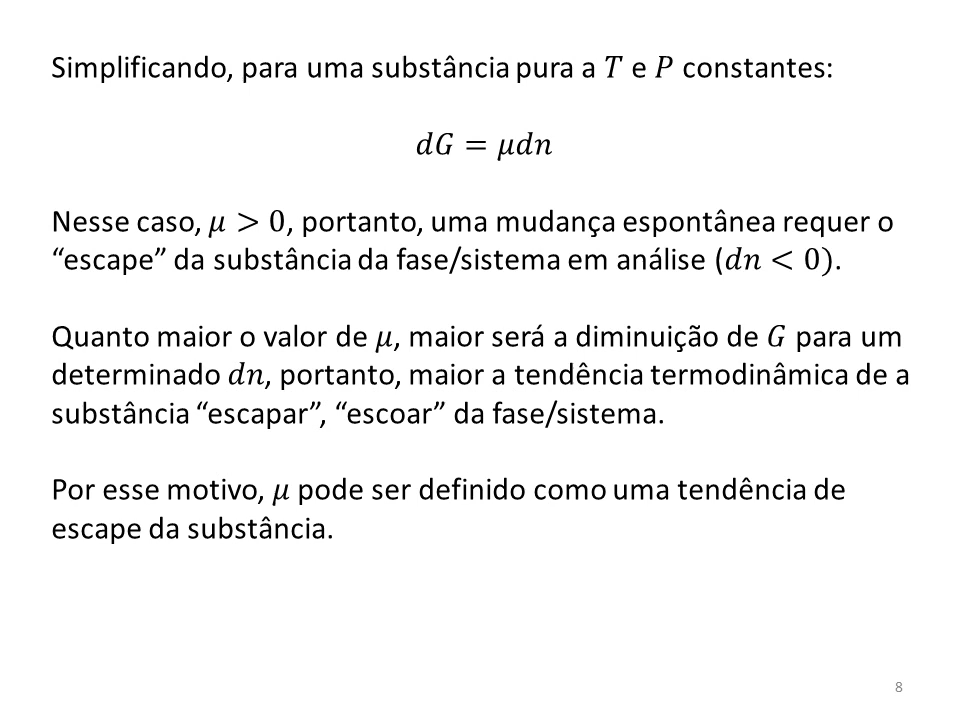 Simplificando, para uma substância pura a 𝑇 e 𝑃 constantes:
𝑑𝐺 = 𝜇𝑑𝑛
Nesse caso, 𝜇 > 0, portanto, uma mudança espontânea requer o
“escape” da substância da fase/sistema em análise (𝑑𝑛 < 0).
Quanto maior o valor de 𝜇, maior será a diminuição de 𝐺 para um
determinado 𝑑𝑛, portanto, maior a tendência termodinâmica de a
substância “escapar”, “escoar” da fase/sistema.
Por esse motivo, 𝜇 pode ser definido como uma tendência de
escape da substância.
8